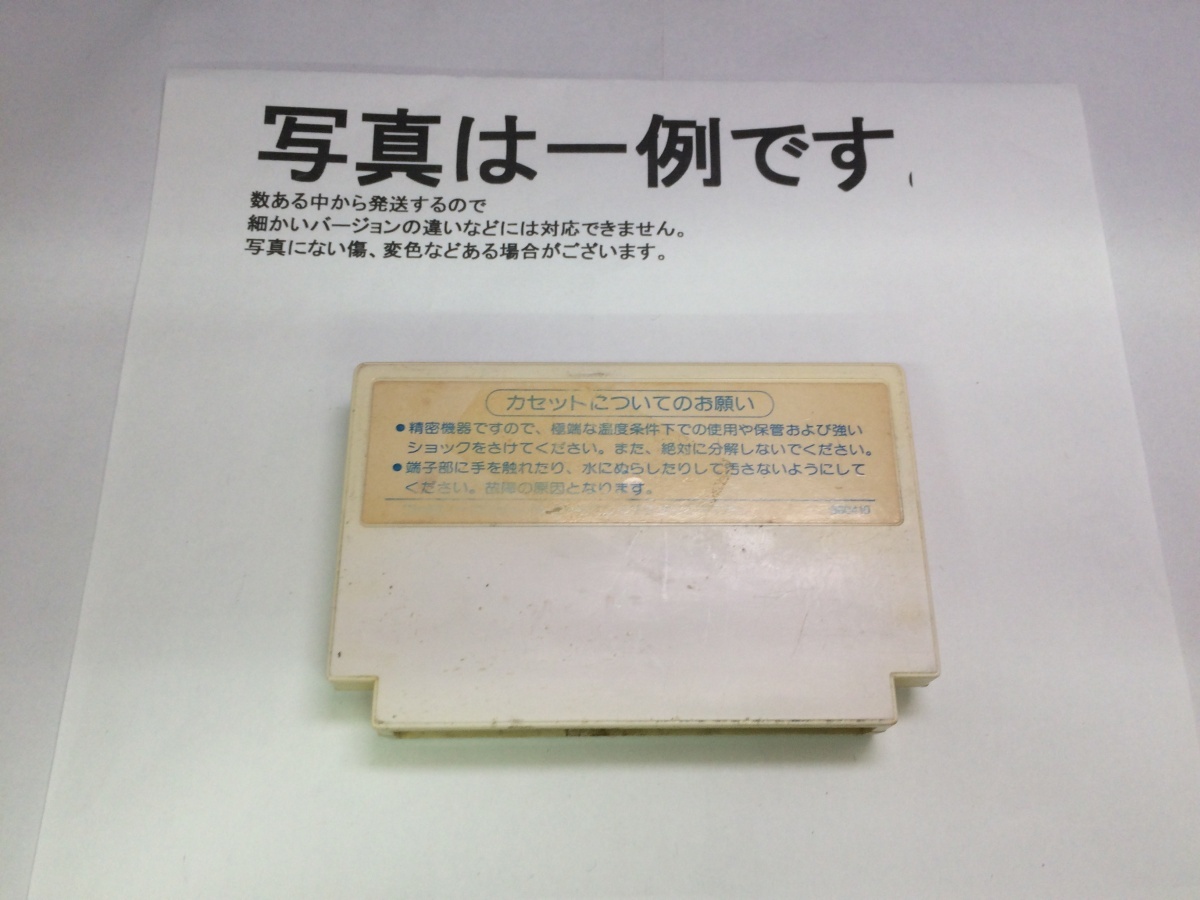 写真は一例です
数ある中から発送するので
細かいバージョンの違いなどには対応できません。
写真にない傷、変色などある場合がございます。
カセットについてのお願い
●精密機器ですので、極端な温度条件下での使用や保管および強い
ショックをさけてください。また、絶対に分解しないでください。
●端子部に手を触れたり、水にぬらしたりして汚さないようにして
ください。故障の原因となります。